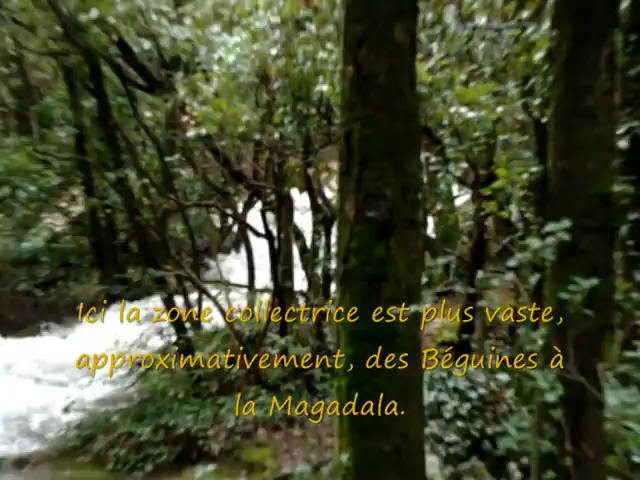 Ici la zone collectrice est plus vaste,
approximativement, des Béguines à
la Magadala.